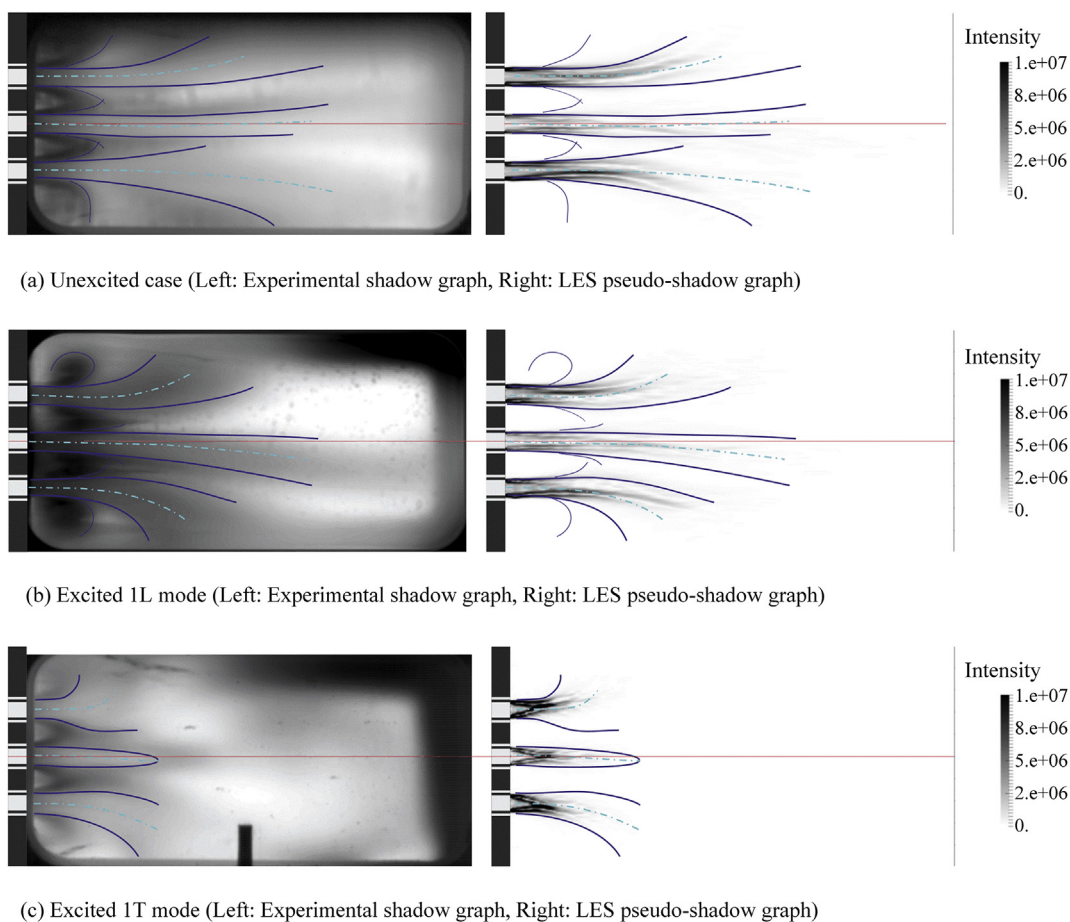 Intensity
1.e+07
8.e+06
5.e+06
2.e+06
0.
(a) Unexcited case (Left: Experimental shadow graph, Right: LES pseudo-shadow graph)
Intensity
1.e+07
8.e+06
5.e+06
2.e+06
0.
(b) Excited 1L mode (Left: Experimental shadow graph, Right: LES pseudo-shadow graph)
Intensity
1.e+07
8.e+06
5.e+06
2.e+06
0.
(c) Excited 1T mode (Left: Experimental shadow graph, Right: LES pseudo-shadow graph)